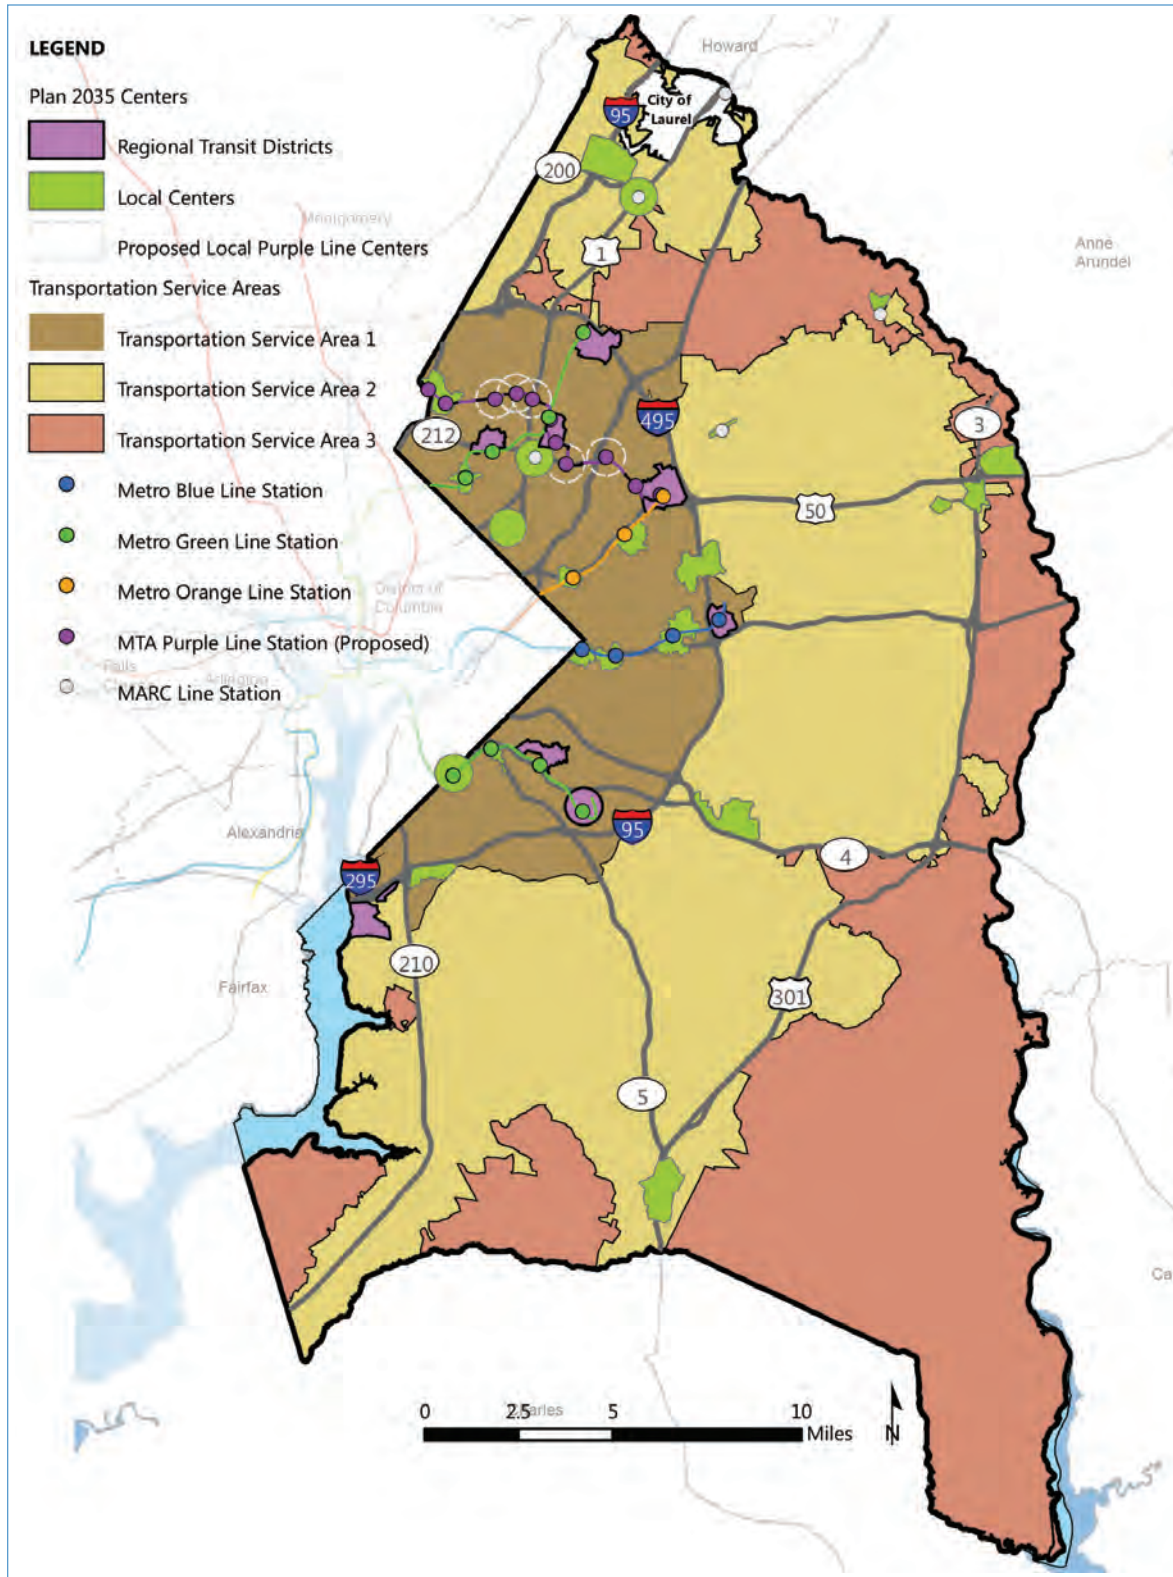 LEGEND
Plan 2035 Centers
Regional Transit Districts
Local Centers
Proposed Local Purple Line Centers
Transportation Service Areas
Transportation Service Area 1
Transportation Service Area 2
Transportation Service Area 3
Metro Blue Line Station
Metro Green Line Station
Metro Orange Line Station
MTA Purple Line Station (Proposed)
MARC Line Station
Howard
City of
Laurel
95
200
Montgomery
1
Anne
Arundel
495
3
212
50
District of
Columbia
Falls
Arlington
Alexandria
95
4
295
210
Fairfax
301
5
Charles
0 2.5 5 10
Miles
N
Ca